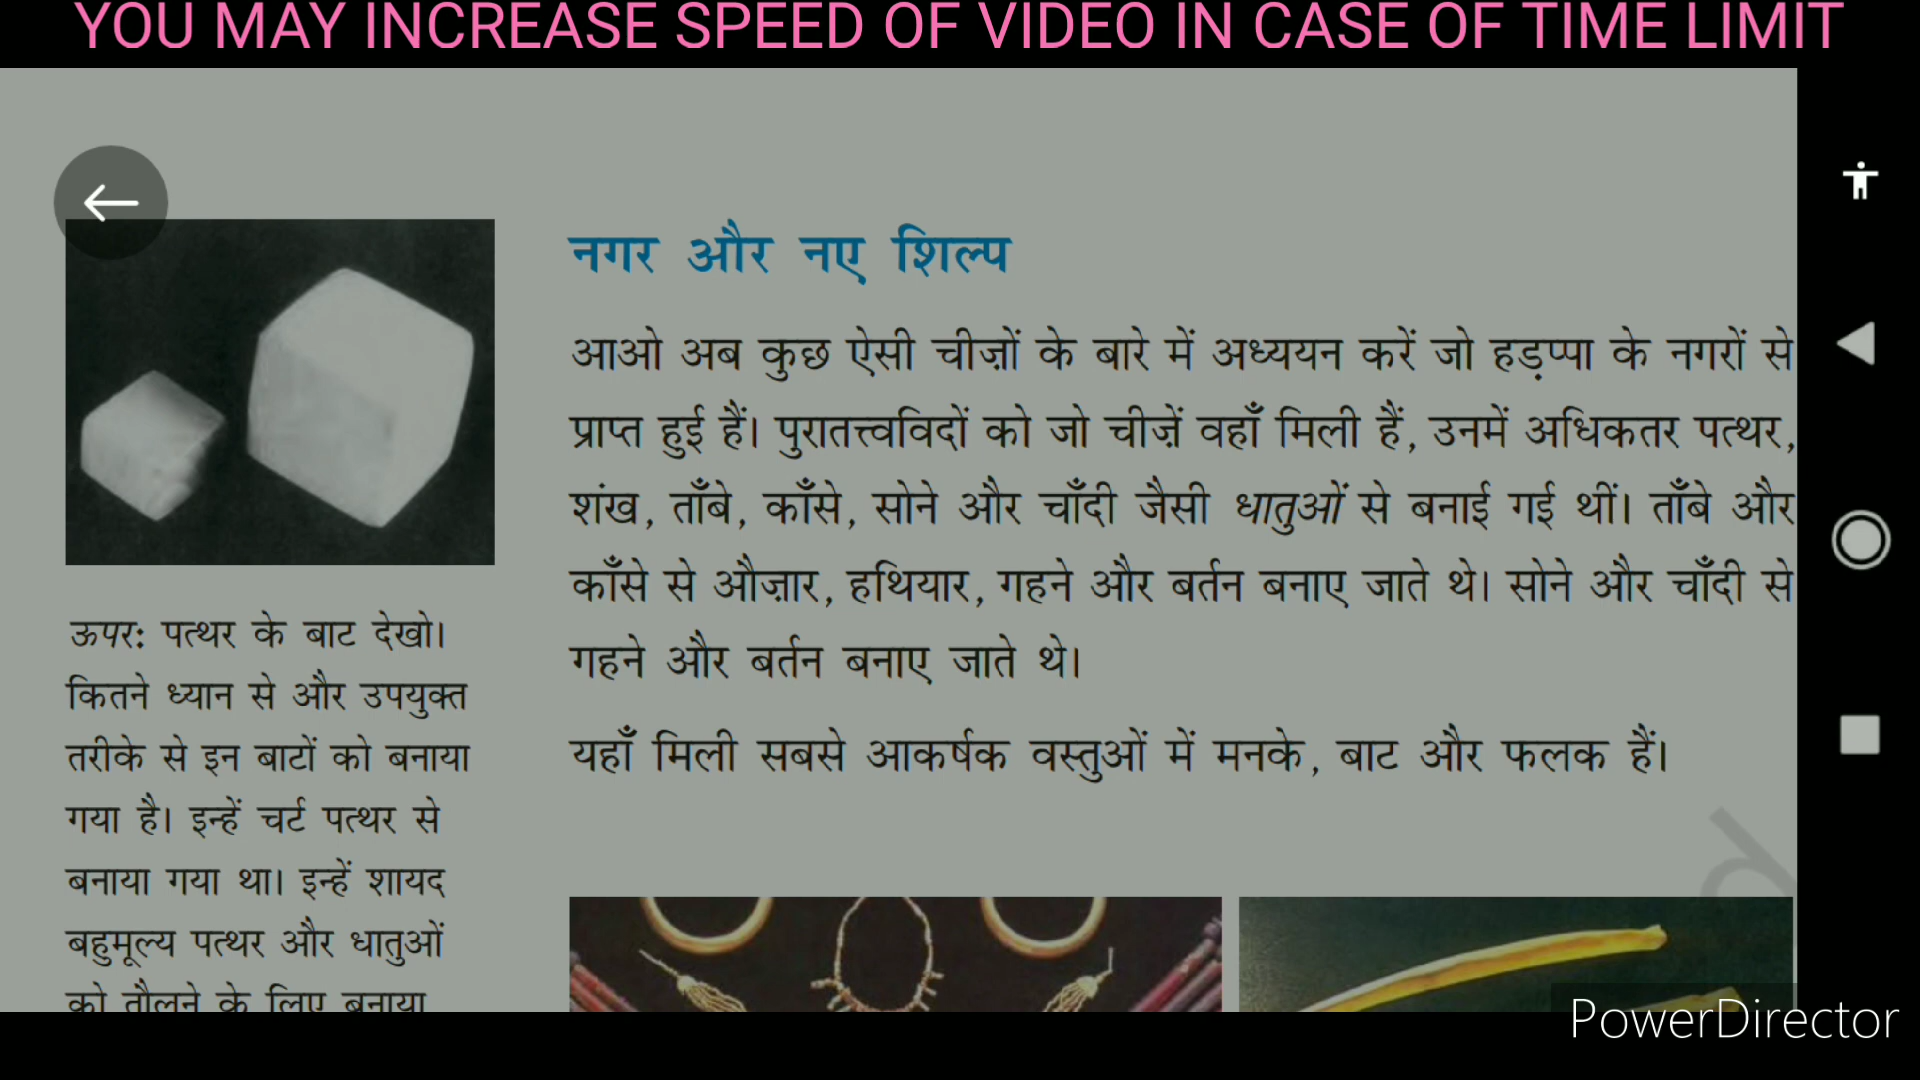 YOU MAY INCREASE SPEED OF VIDEO IN CASE OF TIME LIMIT
नगर और नए शिल्प
आओ अब कुछ ऐसी चीज़ों के बारे में अध्ययन करें जो हड़प्पा के नगरों से
प्राप्त हुई हैं। पुरातत्त्वविदों को जो चीज़ें वहाँ मिली हैं, उनमें अधिकतर पत्थर,
शंख, ताँबे, काँसे, सोने और चाँदी जैसी धातुओं से बनाई गई थीं। ताँबे और
काँसे से औज़ार, हथियार, गहने और बर्तन बनाए जाते थे। सोने और चाँदी से
गहने और बर्तन बनाए जाते थे।
यहाँ मिली सबसे आकर्षक वस्तुओं में मनके, बाट और फलक हैं।
ऊपर: पत्थर के बाट देखो।
कितने ध्यान से और उपयुक्त
तरीके से इन बाटों को बनाया
गया है। इन्हें चर्ट पत्थर से
बनाया गया था। इन्हें शायद
बहुमूल्य पत्थर और धातुओं
को तौलने के लिए बनाया
d
PowerDirector